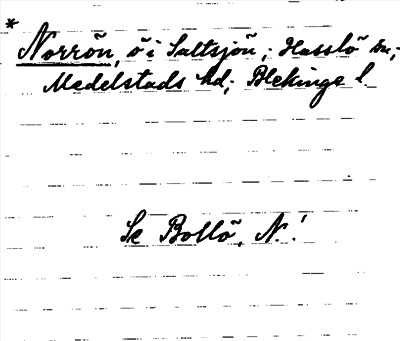 * Norrön, ö i Saltsjön; Hasslö sn;
Medelstads hd; Blekinge l.
Se Bollö, N.!